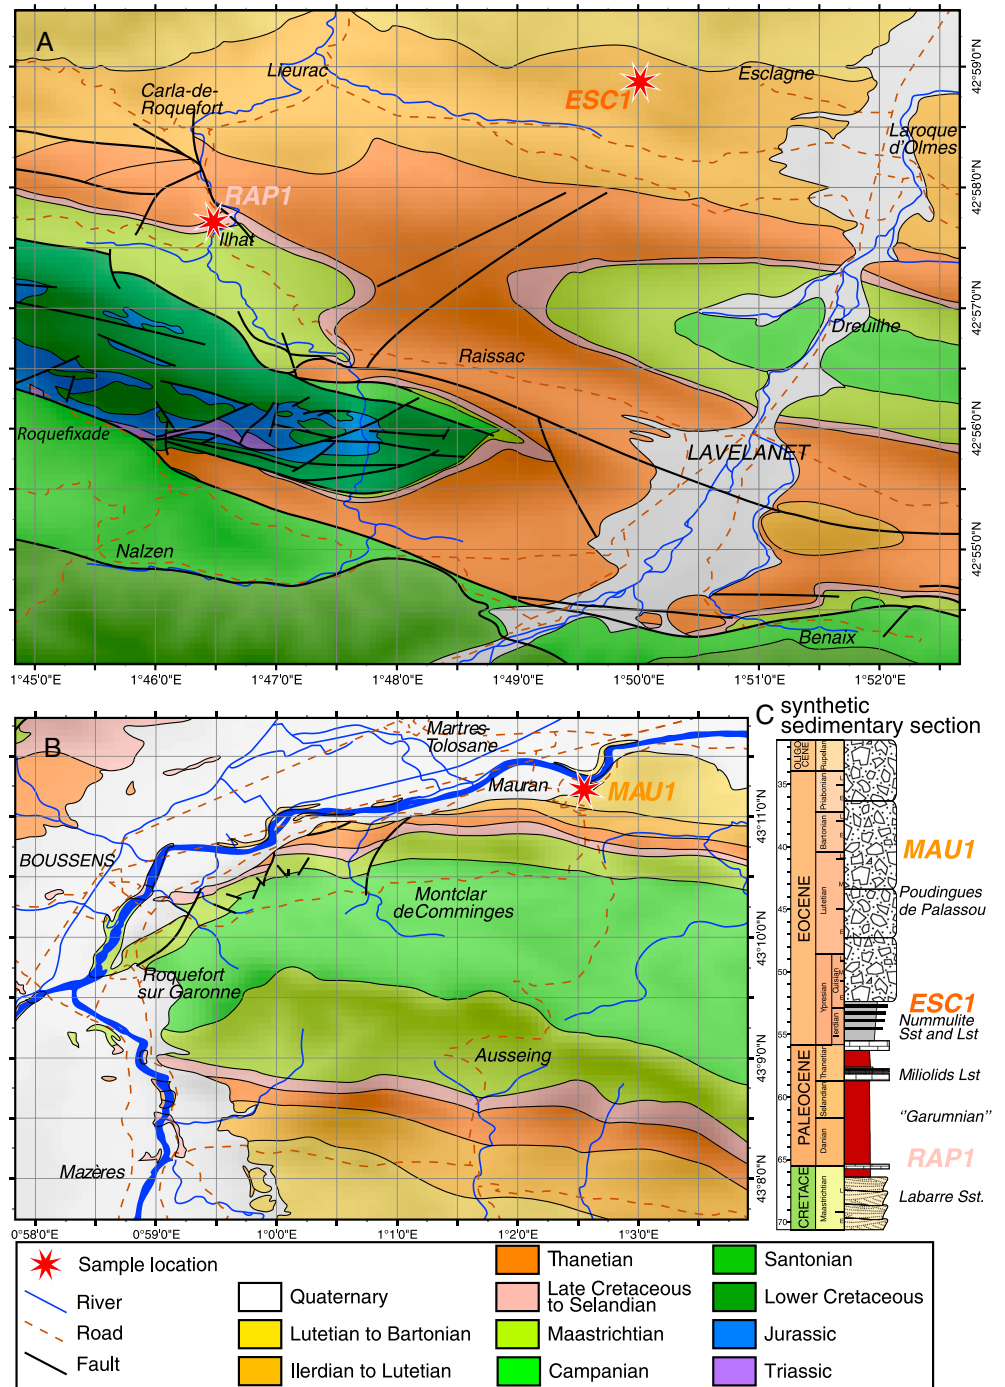 A
Lieurac
Carla-de-
Roquefort
ESC1
Esclagne
Laroque
d'Olmes
RAP1
Ilhat
Dreuilhe
Raissac
Roquefixade
LAVELANET
Nalzen
Benaix
42°59'0"N
42°58'0"N
42°57'0"N
42°56'0"N
42°55'0"N
1°45'0"E
1°46'0"E
1°47'0"E
1°48'0"E
1°49'0"E
1°50'0"E
1°51'0"E
1°52'0"E
B
Martres-
Tolosane
Mauran
MAU1
BOUSSENS
Montclar
de Comminges
Roquefort
sur Garonne
Ausseing
Mazères
43°11'0"N
43°10'0"N
43°9'0"N
43°8'0"N
0°58'0"E
0°59'0"E
1°0'0"E
1°1'0"E
1°2'0"E
1°3'0"E
C synthetic
sedimentary section
OLIGO
CENE
Rupelian
EOCENE
Priabonian
Bartonian
Lutetian
Ypresian
Cuisian
Ilerdian
PALEOCENE
Thanetian
Selandian
Danian
CRETACE
Maastrichtian
35
40
45
50
55
60
65
70
MAU1
Poudingues
de Palassou
ESC1
Nummulite
Sst and Lst
Miliolids Lst
"Garumnian"
RAP1
Labarre Sst.
Sample location
River
Road
Fault
Quaternary
Lutetian to Bartonian
Ilerdian to Lutetian
Thanetian
Late Cretaceous
to Selandian
Maastrichtian
Campanian
Santonian
Lower Cretaceous
Jurassic
Triassic